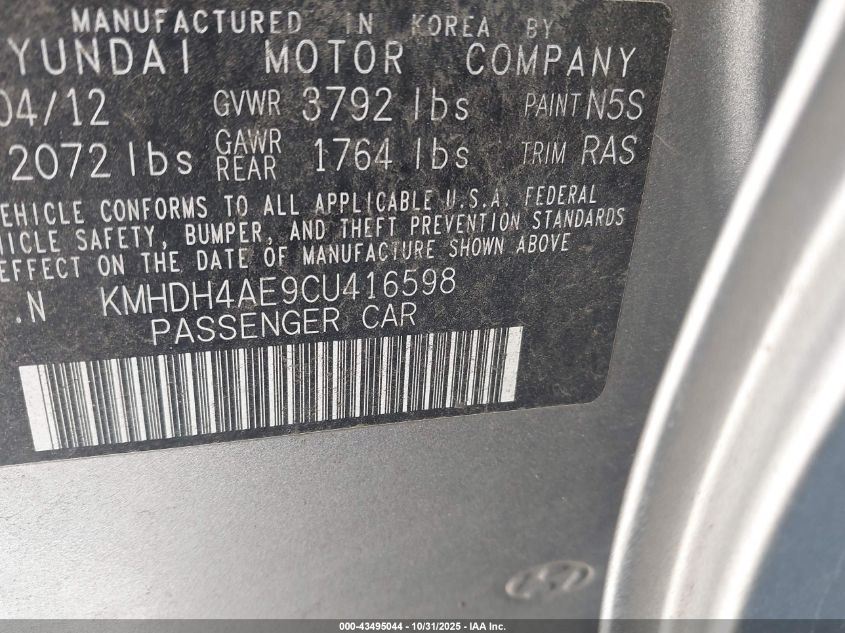 MANUFACTURED IN KOREA BY
YUNDAI MOTOR COMPANY
04/12 GVWR 3792 lbs PAINT N5S
2072 lbs GAWR REAR 1764 lbs TRIM RAS
EHICLE CONFORMS TO ALL APPLICABLE U.S.A. FEDERAL
HICLE SAFETY, BUMPER, AND THEFT PREVENTION STANDARDS
EFFECT ON THE DATE OF MANUFACTURE SHOWN ABOVE
.N KMHDH4AE9CU416598
PASSENGER CAR
000-43495044 - 10/31/2025 - IAA Inc.